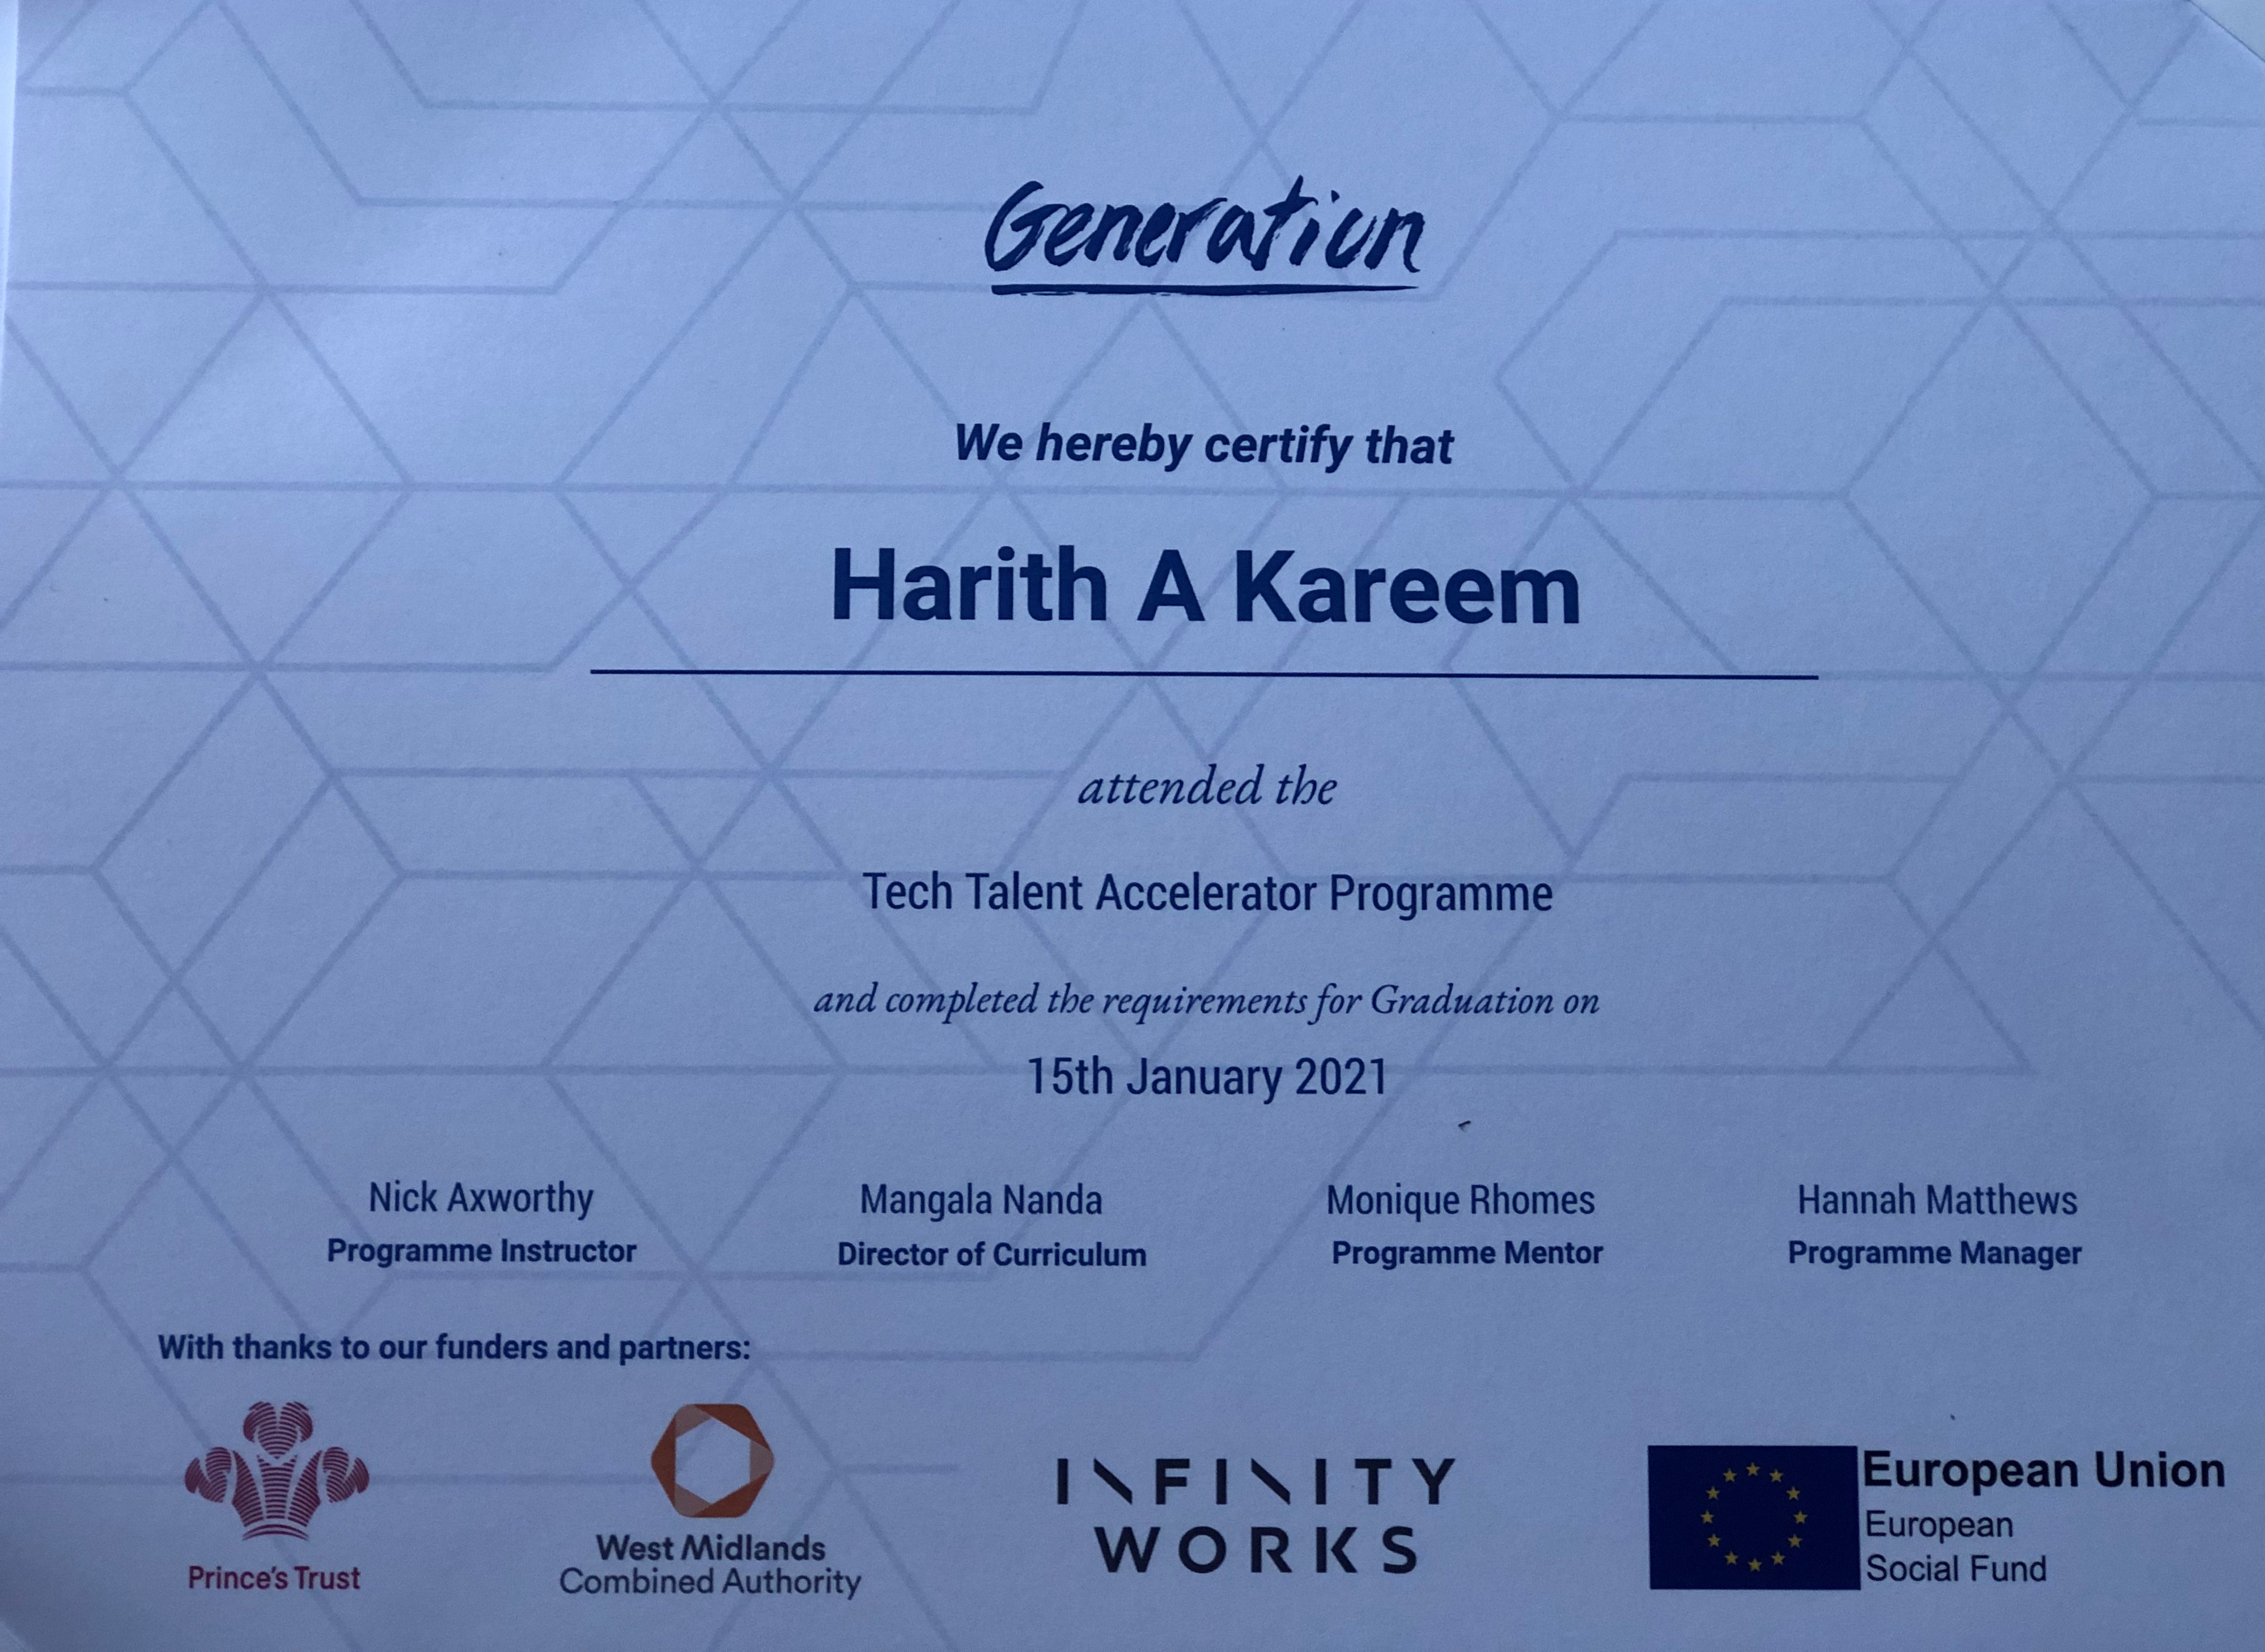 Generation
We hereby certify that
Harith A Kareem
attended the
Tech Talent Accelerator Programme
and completed the requirements for Graduation on
15th January 2021
Nick Axworthy
Programme Instructor
Mangala Nanda
Director of Curriculum
Monique Rhomes
Programme Mentor
Hannah Matthews
Programme Manager
With thanks to our funders and partners:
Prince's Trust
West Midlands
Combined Authority
INFINITY
WORKS
European Union
European
Social Fund